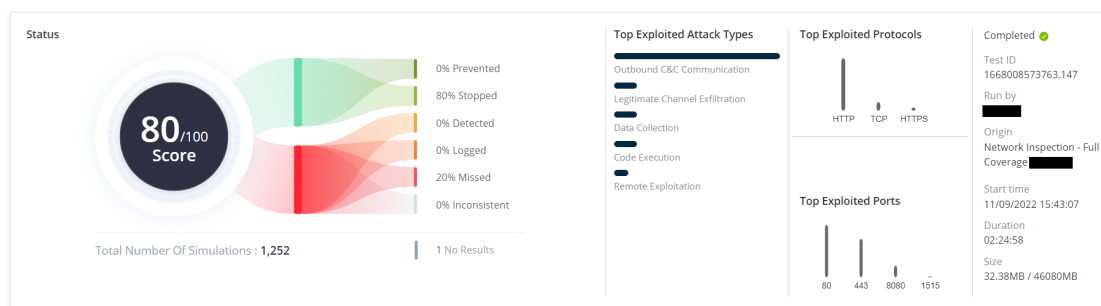 Status
80/100
Score
0% Prevented
80% Stopped
0% Detected
0% Logged
20% Missed
0% Inconsistent
Total Number Of Simulations : 1,252
1 No Results
Top Exploited Attack Types
Outbound C&C Communication
Legitimate Channel Exfiltration
Data Collection
Code Execution
Remote Exploitation
Top Exploited Protocols
HTTP TCP HTTPS
Top Exploited Ports
80 443 8080 1515
Completed
Test ID
1668008573763.147
Run by
Origin
Network Inspection - Full
Coverage
Start time
11/09/2022 15:43:07
Duration
02:24:58
Size
32.38MB / 46080MB